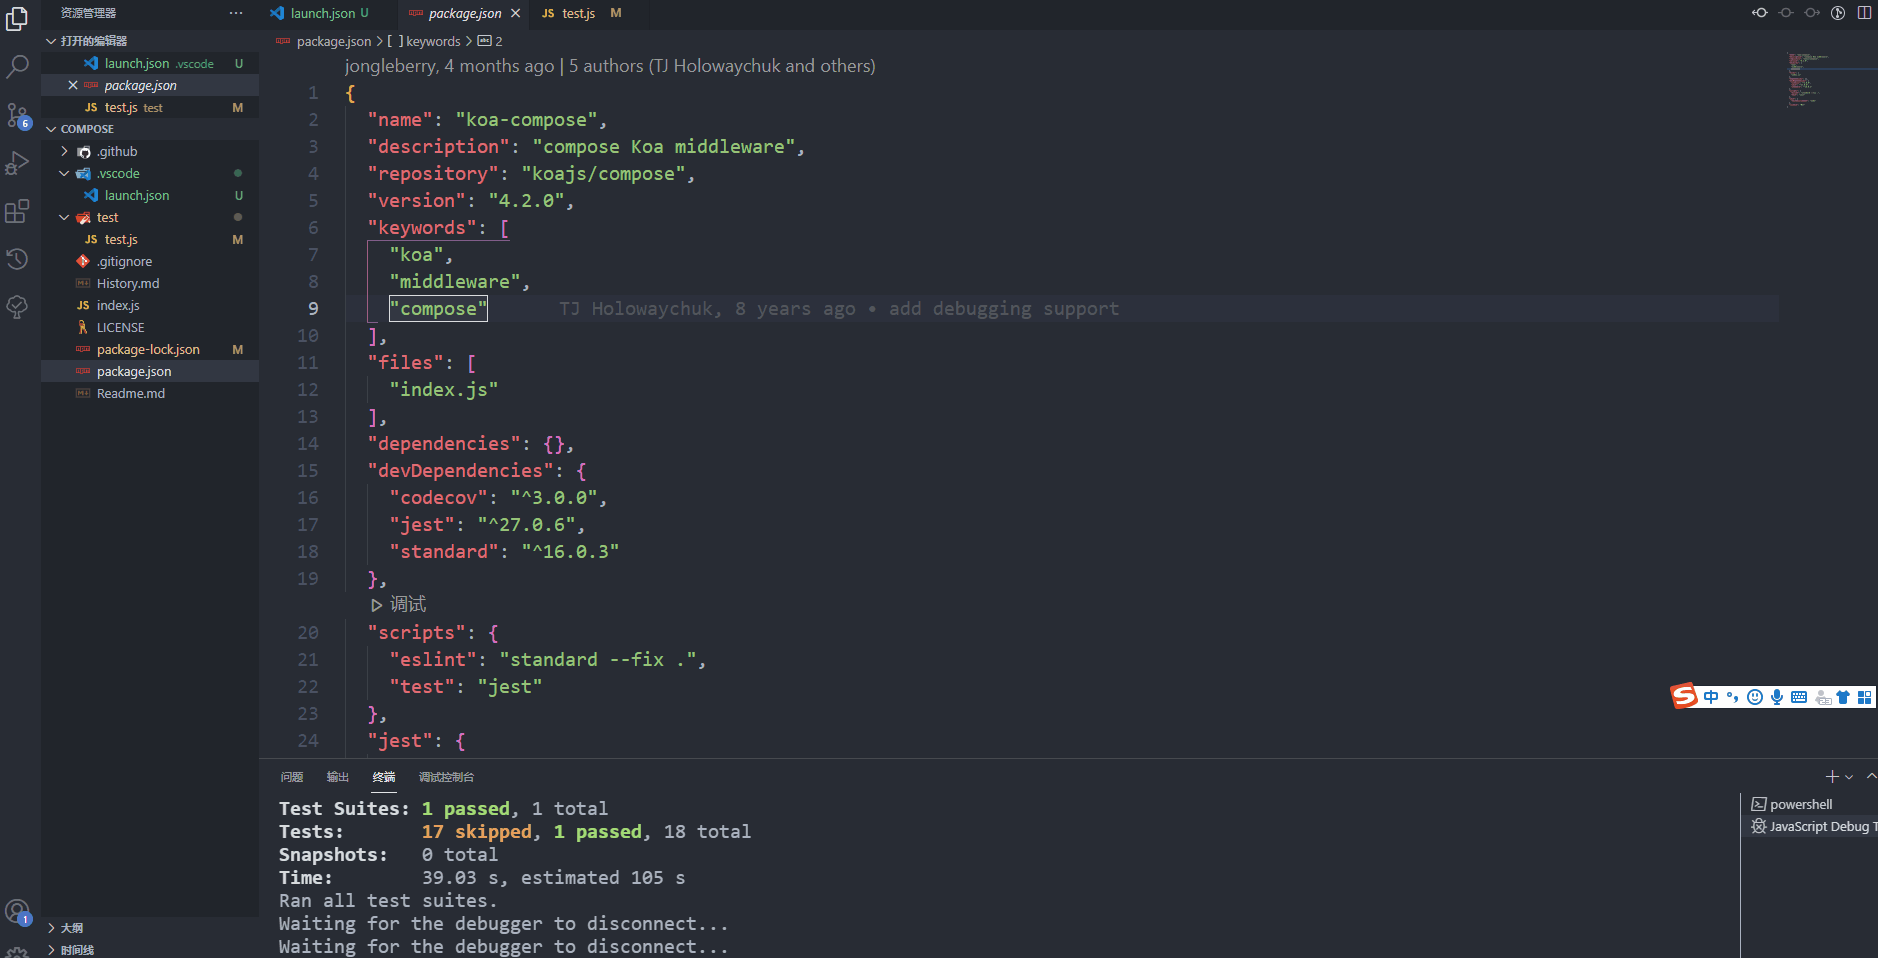 资源管理器
···
launch.json U
package.json
JS test.js M
打开的编辑器
launch.json .vscode U
package.json
JS test.js test M
COMPOSE
.github
.vscode
launch.json U
test
JS test.js M
.gitignore
History.md
JS index.js
LICENSE
package-lock.json M
package.json
Readme.md
大纲
时间线
6
1
package.json > [ ] keywords > abc 2
jongleberry, 4 months ago | 5 authors (TJ Holowaychuk and others)
1 {
2 "name": "koa-compose",
3 "description": "compose Koa middleware",
4 "repository": "koajs/compose",
5 "version": "4.2.0",
6 "keywords": [
7 "koa",
8 "middleware",
9 "compose" TJ Holowaychuk, 8 years ago • add debugging support
10 ],
11 "files": [
12 "index.js"
13 ],
14 "dependencies": {},
15 "devDependencies": {
16 "codecov": "^3.0.0",
17 "jest": "^27.0.6",
18 "standard": "^16.0.3"
19 },
调试
20 "scripts": {
21 "eslint": "standard --fix .",
22 "test": "jest"
23 },
24 "jest": {
S 中
问题 输出 终端 调试控制台
Test Suites: 1 passed, 1 total
Tests: 17 skipped, 1 passed, 18 total
Snapshots: 0 total
Time: 39.03 s, estimated 105 s
Ran all test suites.
Waiting for the debugger to disconnect...
Waiting for the debugger to disconnect...
powershell
JavaScript Debug T